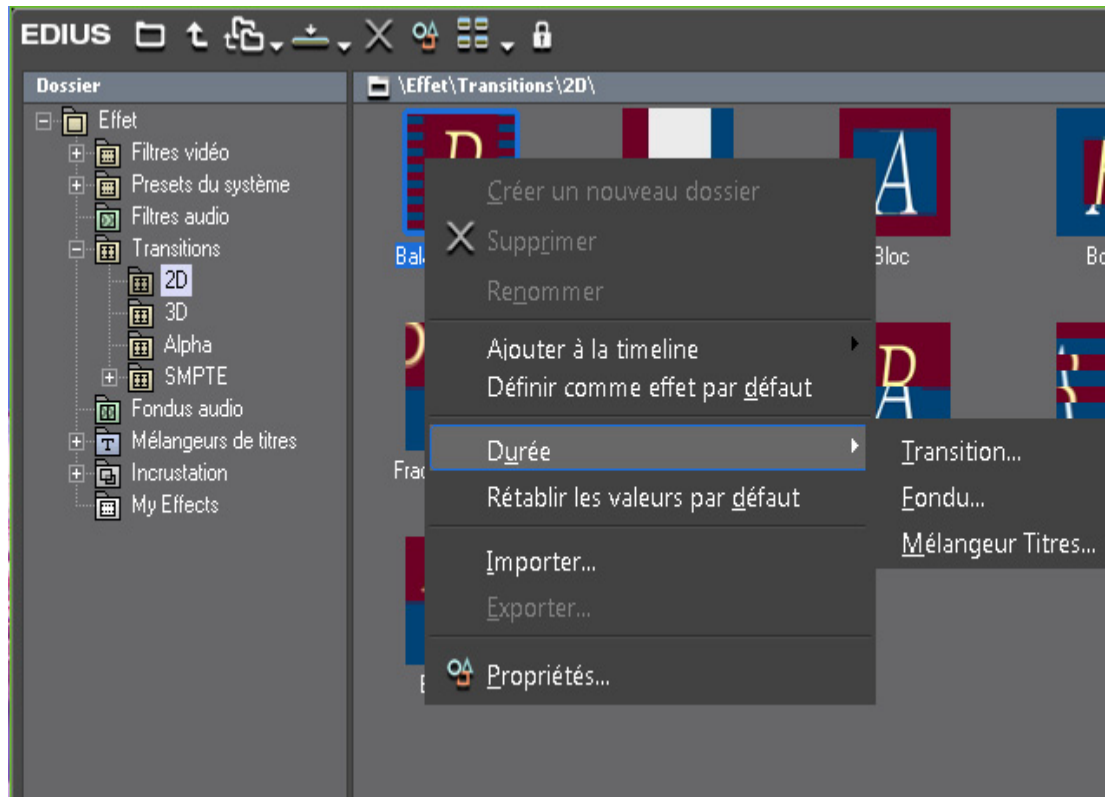 EDIUS
Dossier
\Effet\Transitions\2D\
Effet
Filtres vidéo
Presets du système
Filtres audio
Transitions
2D
3D
Alpha
SMPTE
Fondus audio
Mélangeurs de titres
Incrustation
My Effects
Bloc
Créer un nouveau dossier
Supprimer
Renommer
Ajouter à la timeline
Définir comme effet par défaut
Durée
Rétablir les valeurs par défaut
Importer...
Exporter...
Propriétés...
Transition...
Fondu...
Mélangeur Titres...